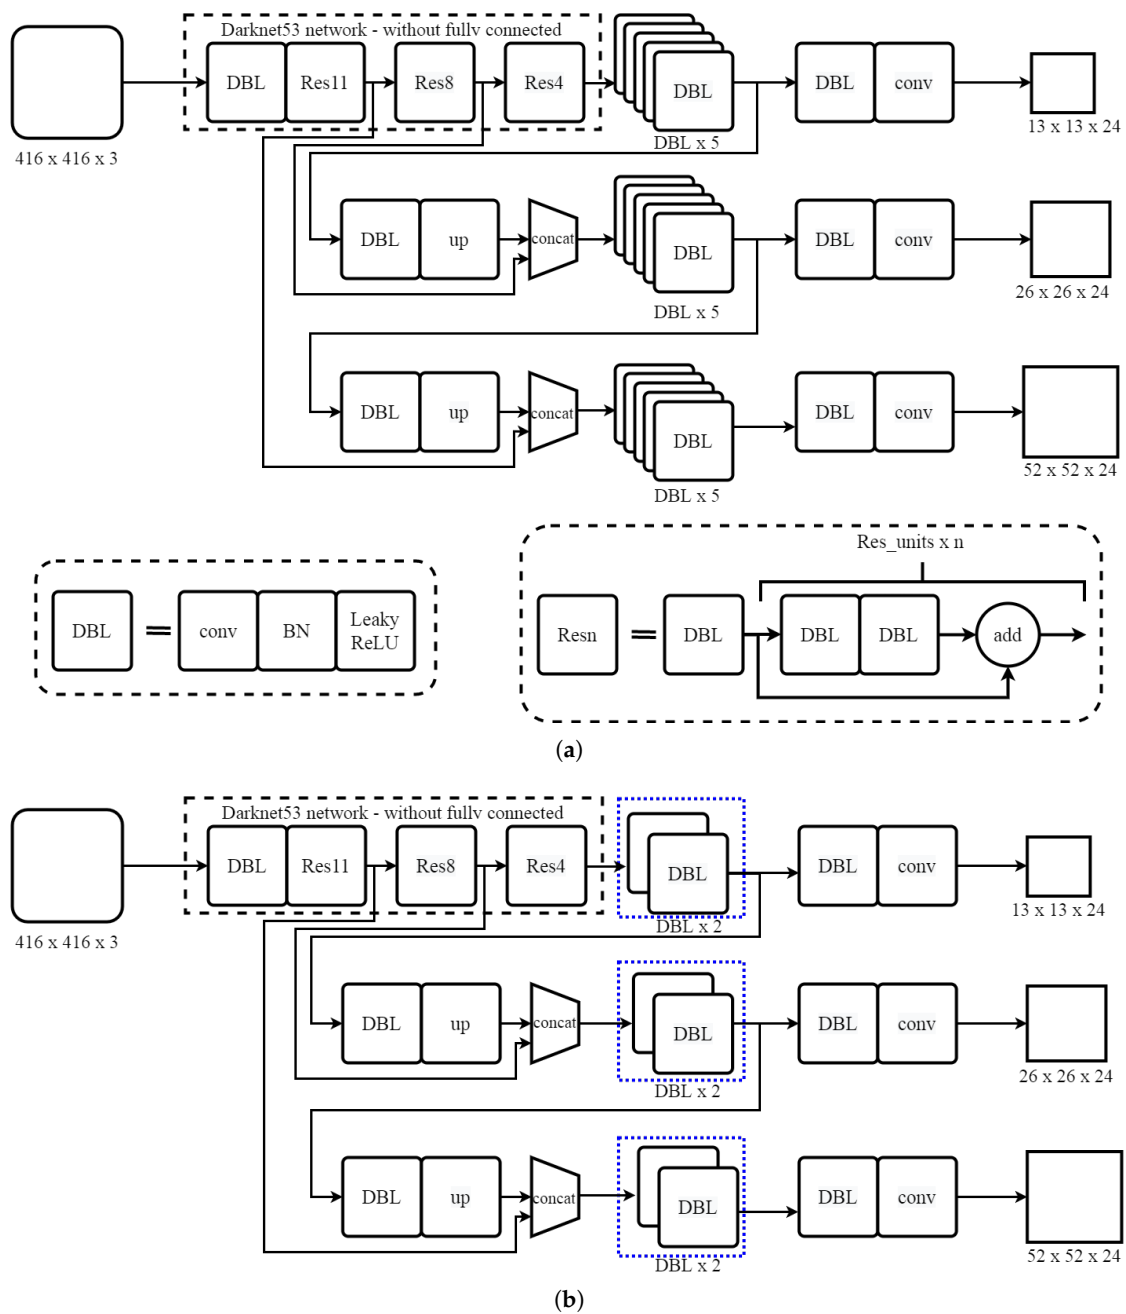 Darknet53 network - without fully connected
DBL Res11 Res8 Res4 DBL DBL conv
416 x 416 x 3
DBL x 5
13 x 13 x 24
DBL up concat DBL DBL conv
DBL x 5
26 x 26 x 24
DBL up concat DBL DBL conv
DBL x 5
52 x 52 x 24
DBL = conv BN Leaky
ReLU
Res_units x n
Resn = DBL DBL DBL add
(a)
Darknet53 network - without fully connected
DBL Res11 Res8 Res4 DBL DBL conv
416 x 416 x 3
DBL x 2
13 x 13 x 24
DBL up concat DBL DBL conv
DBL x 2
26 x 26 x 24
DBL up concat DBL DBL conv
DBL x 2
52 x 52 x 24
(b)